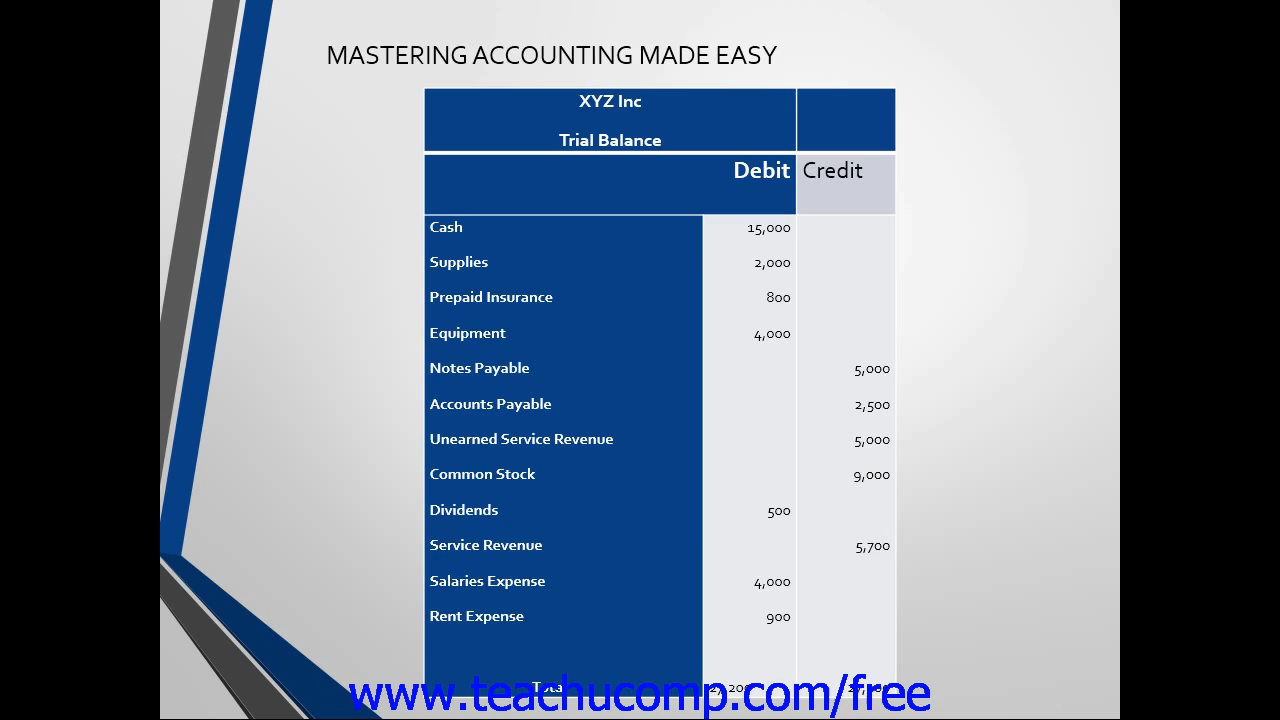 MASTERING ACCOUNTING MADE EASY
XYZ Inc
Trial Balance
Debit Credit
Cash 15,000
Supplies 2,000
Prepaid Insurance 800
Equipment 4,000
Notes Payable 5,000
Accounts Payable 2,500
Unearned Service Revenue 5,000
Common Stock 9,000
Dividends 500
Service Revenue 5,700
Salaries Expense 4,000
Rent Expense 900
www.teachucomp.com/free